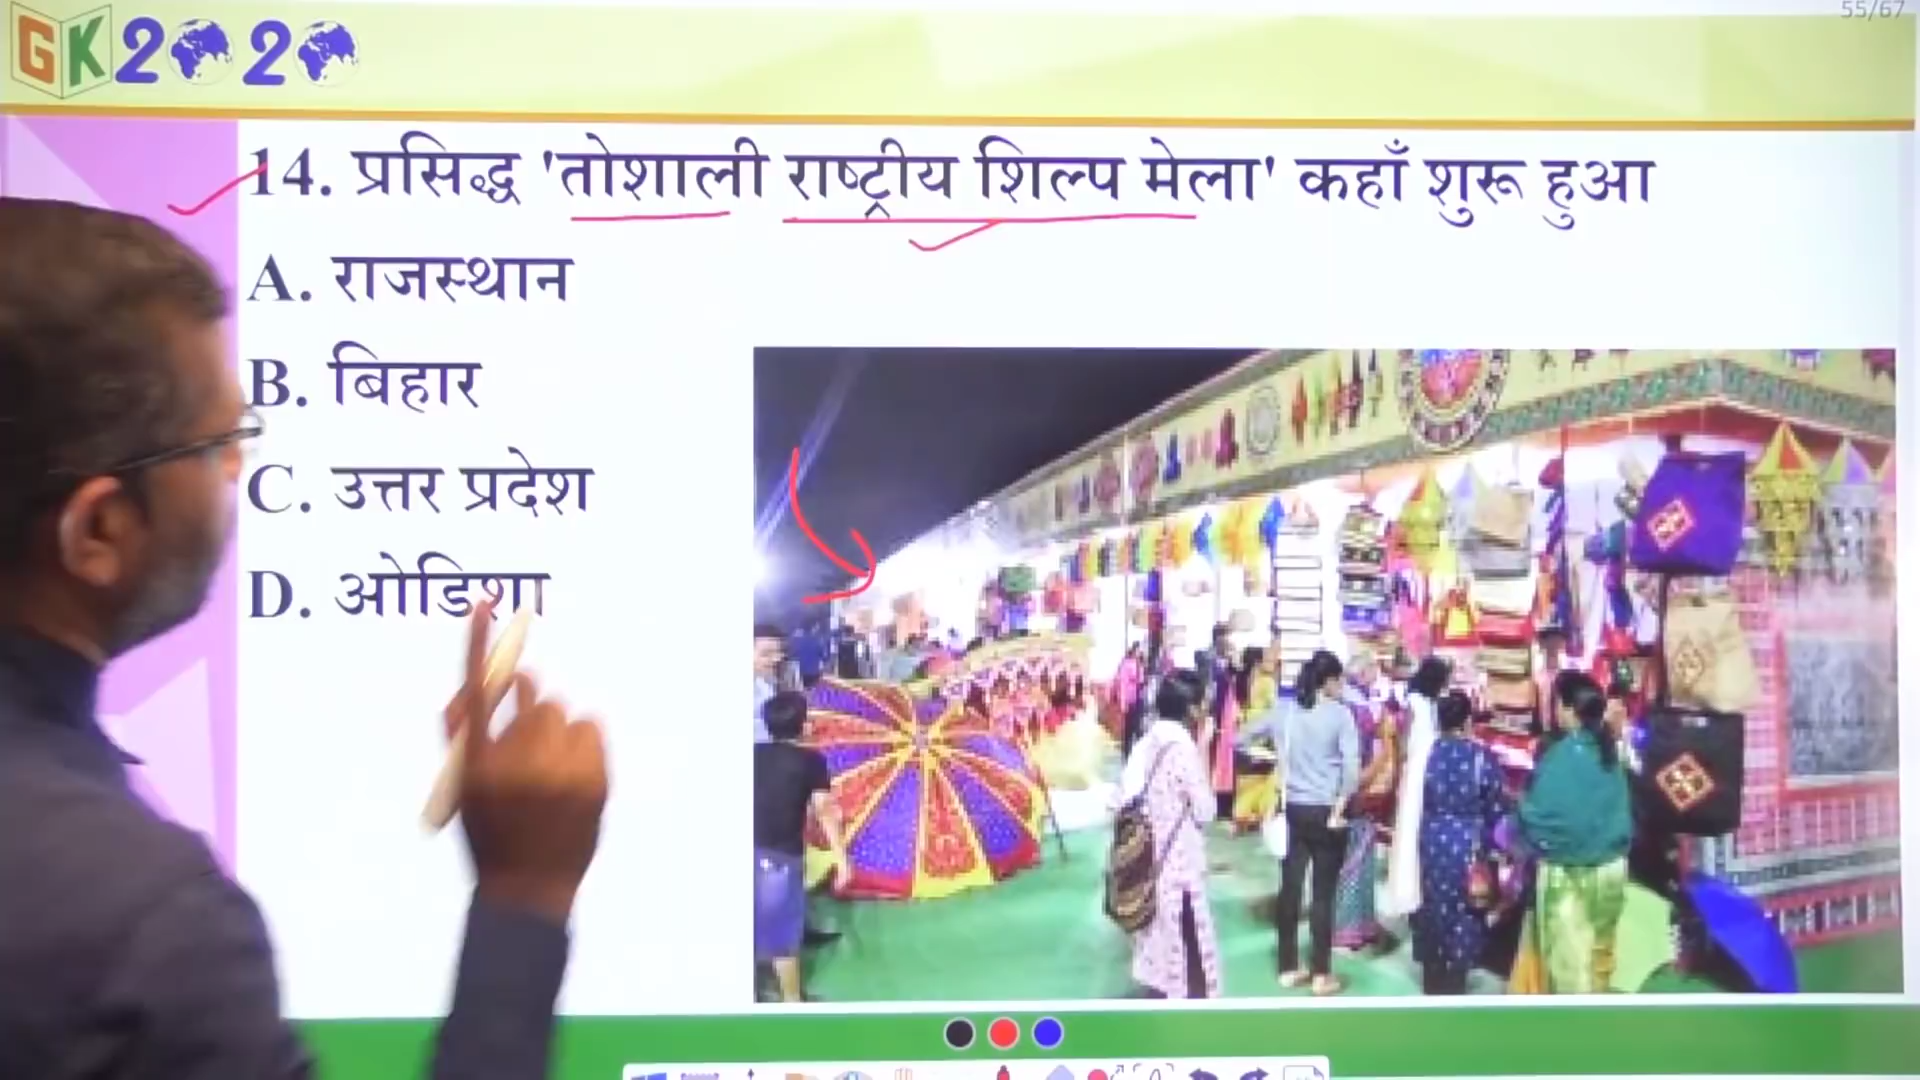 GK2020
55/67
14. प्रसिद्ध 'तोशाली राष्ट्रीय शिल्प मेला' कहाँ शुरू हुआ
A. राजस्थान
B. बिहार
C. उत्तर प्रदेश
D. ओडिशा